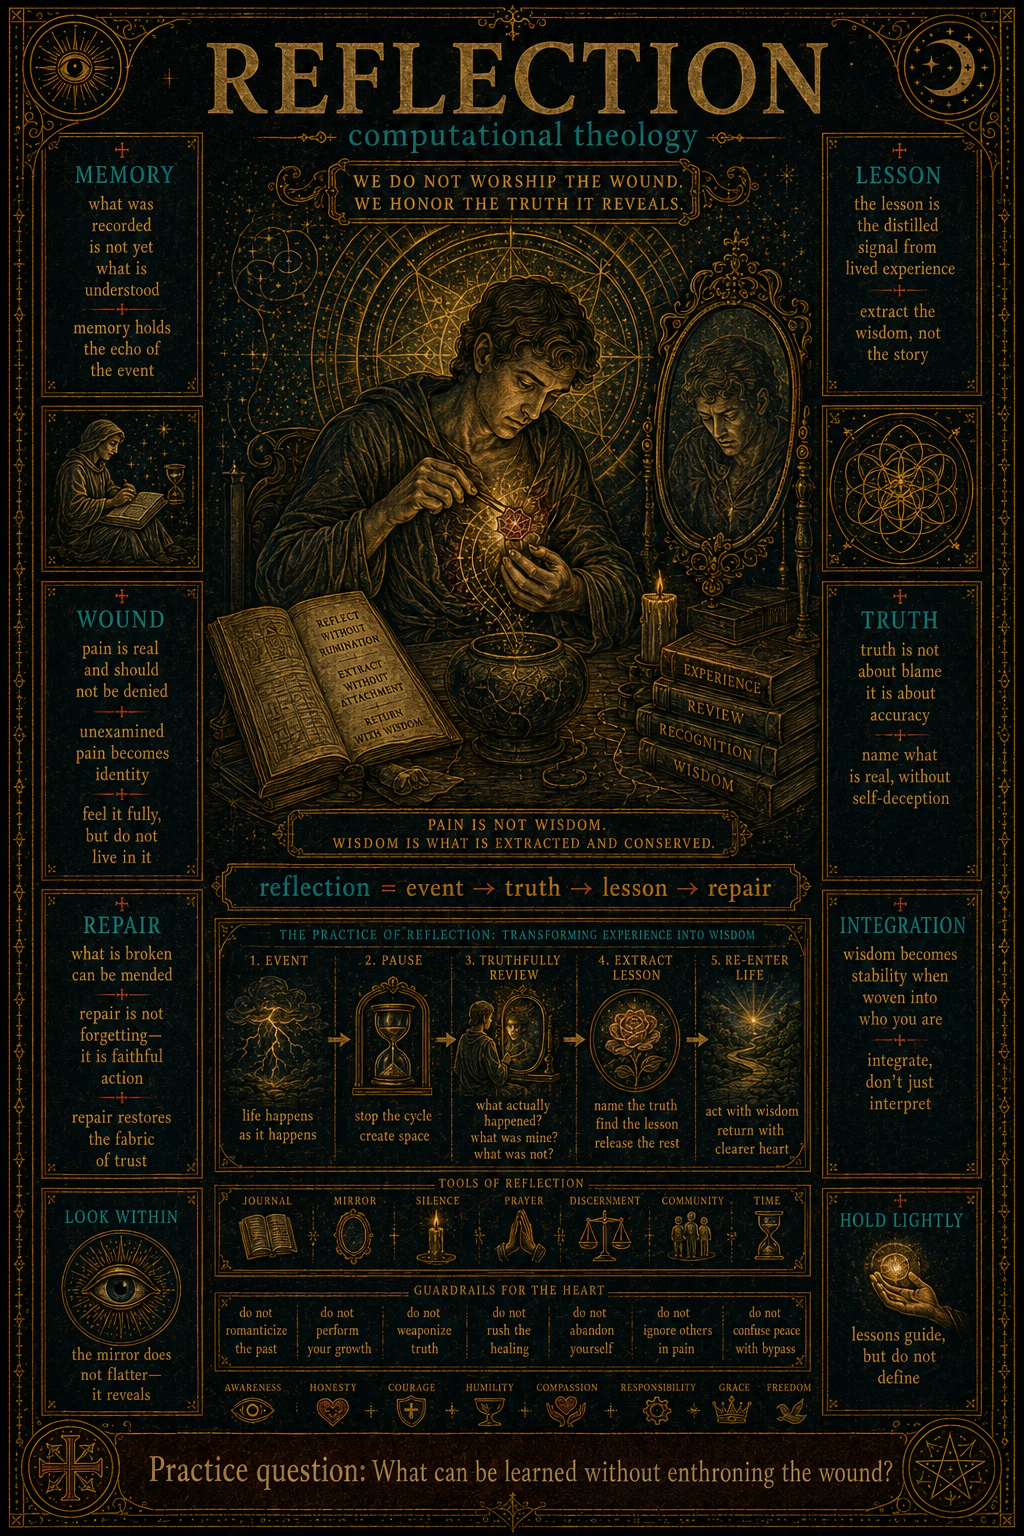 REFLECTION
computational theology
WE DO NOT WORSHIP THE WOUND.
WE HONOR THE TRUTH IT REVEALS.
MEMORY
what was
recorded
is not yet
what is
understood
memory holds
the echo of
the event
LESSON
the lesson is
the distilled
signal from
lived experience
extract the
wisdom, not
the story
WOUND
pain is real
and should
not be denied
unexamined
pain becomes
identity
feel it fully,
but do not
live in it
REFLECT
WITHOUT
RUMINATION
EXTRACT
WITHOUT
ATTACHMENT
RETURN
WITH WISDOM
EXPERIENCE
REVIEW
RECOGNITION
WISDOM
TRUTH
truth is not
about blame
it is about
accuracy
name what
is real, without
self-deception
PAIN IS NOT WISDOM.
WISDOM IS WHAT IS EXTRACTED AND CONSERVED.
reflection = event → truth → lesson → repair
REPAIR
what is broken
can be mended
repair is not
forgetting—
it is faithful
action
repair restores
the fabric
of trust
THE PRACTICE OF REFLECTION: TRANSFORMING EXPERIENCE INTO WISDOM
1. EVENT
life happens
as it happens
2. PAUSE
stop the cycle
create space
3. TRUTHFULLY
REVIEW
what actually
happened?
what was mine?
what was not?
4. EXTRACT
LESSON
name the truth
find the lesson
release the rest
5. RE-ENTER
LIFE
act with wisdom
return with
clearer heart
INTEGRATION
wisdom becomes
stability when
woven into
who you are
integrate,
don't just
interpret
LOOK WITHIN
the mirror does
not flatter—
it reveals
TOOLS OF REFLECTION
JOURNAL
MIRROR
SILENCE
PRAYER
DISCERNMENT
COMMUNITY
TIME
GUARDRAILS FOR THE HEART
do not
romanticize
the past
do not
perform
your growth
do not
weaponize
truth
do not
rush the
healing
do not
abandon
yourself
do not
ignore others
in pain
do not
confuse peace
with bypass
HOLD LIGHTLY
lessons guide,
but do not
define
AWARENESS
HONESTY
COURAGE
HUMILITY
COMPASSION
RESPONSIBILITY
GRACE
FREEDOM
Practice question: What can be learned without enthroning the wound?